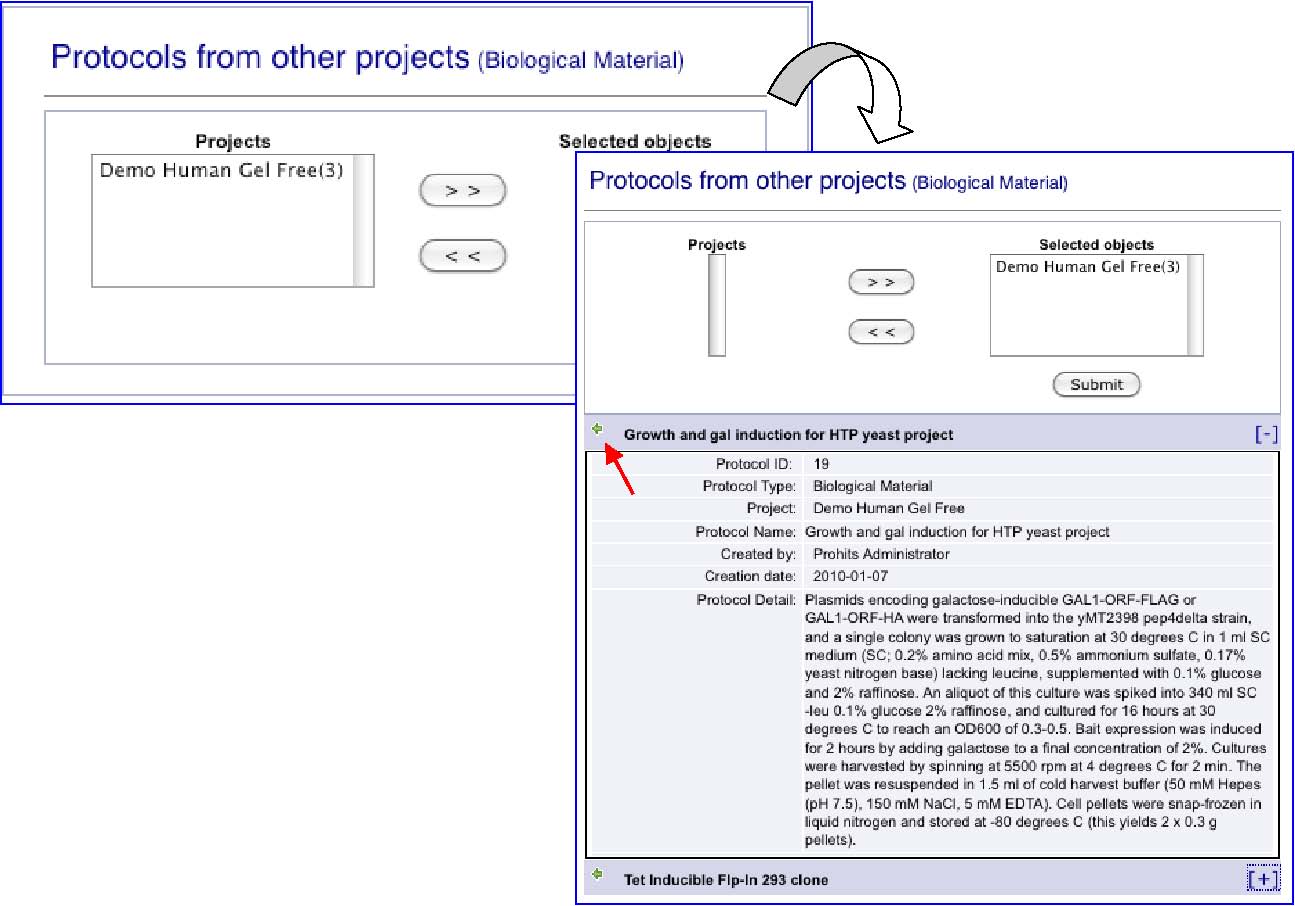 Protocols from other projects (Biological Material)
Projects
Selected objects
Demo Human Gel Free(3)
> >
< <
Protocols from other projects (Biological Material)
Projects
Selected objects
Demo Human Gel Free(3)
> >
< <
Submit
Growth and gal induction for HTP yeast project [-]
Protocol ID: 19
Protocol Type: Biological Material
Project: Demo Human Gel Free
Protocol Name: Growth and gal induction for HTP yeast project
Created by: Prohits Administrator
Creation date: 2010-01-07
Protocol Detail: Plasmids encoding galactose-inducible GAL1-ORF-FLAG or
GAL1-ORF-HA were transformed into the yMT2398 pep4delta strain,
and a single colony was grown to saturation at 30 degrees C in 1 ml SC
medium (SC; 0.2% amino acid mix, 0.5% ammonium sulfate, 0.17%
yeast nitrogen base) lacking leucine, supplemented with 0.1% glucose
and 2% raffinose. An aliquot of this culture was spiked into 340 ml SC
-leu 0.1% glucose 2% raffinose, and cultured for 16 hours at 30
degrees C to reach an OD600 of 0.3-0.5. Bait expression was induced
for 2 hours by adding galactose to a final concentration of 2%. Cultures
were harvested by spinning at 5500 rpm at 4 degrees C for 2 min. The
pellet was resuspended in 1.5 ml of cold harvest buffer (50 mM Hepes
(pH 7.5), 150 mM NaCl, 5 mM EDTA). Cell pellets were snap-frozen in
liquid nitrogen and stored at -80 degrees C (this yields 2 x 0.3 g
pellets).
Tet Inducible Flp-In 293 clone [+]